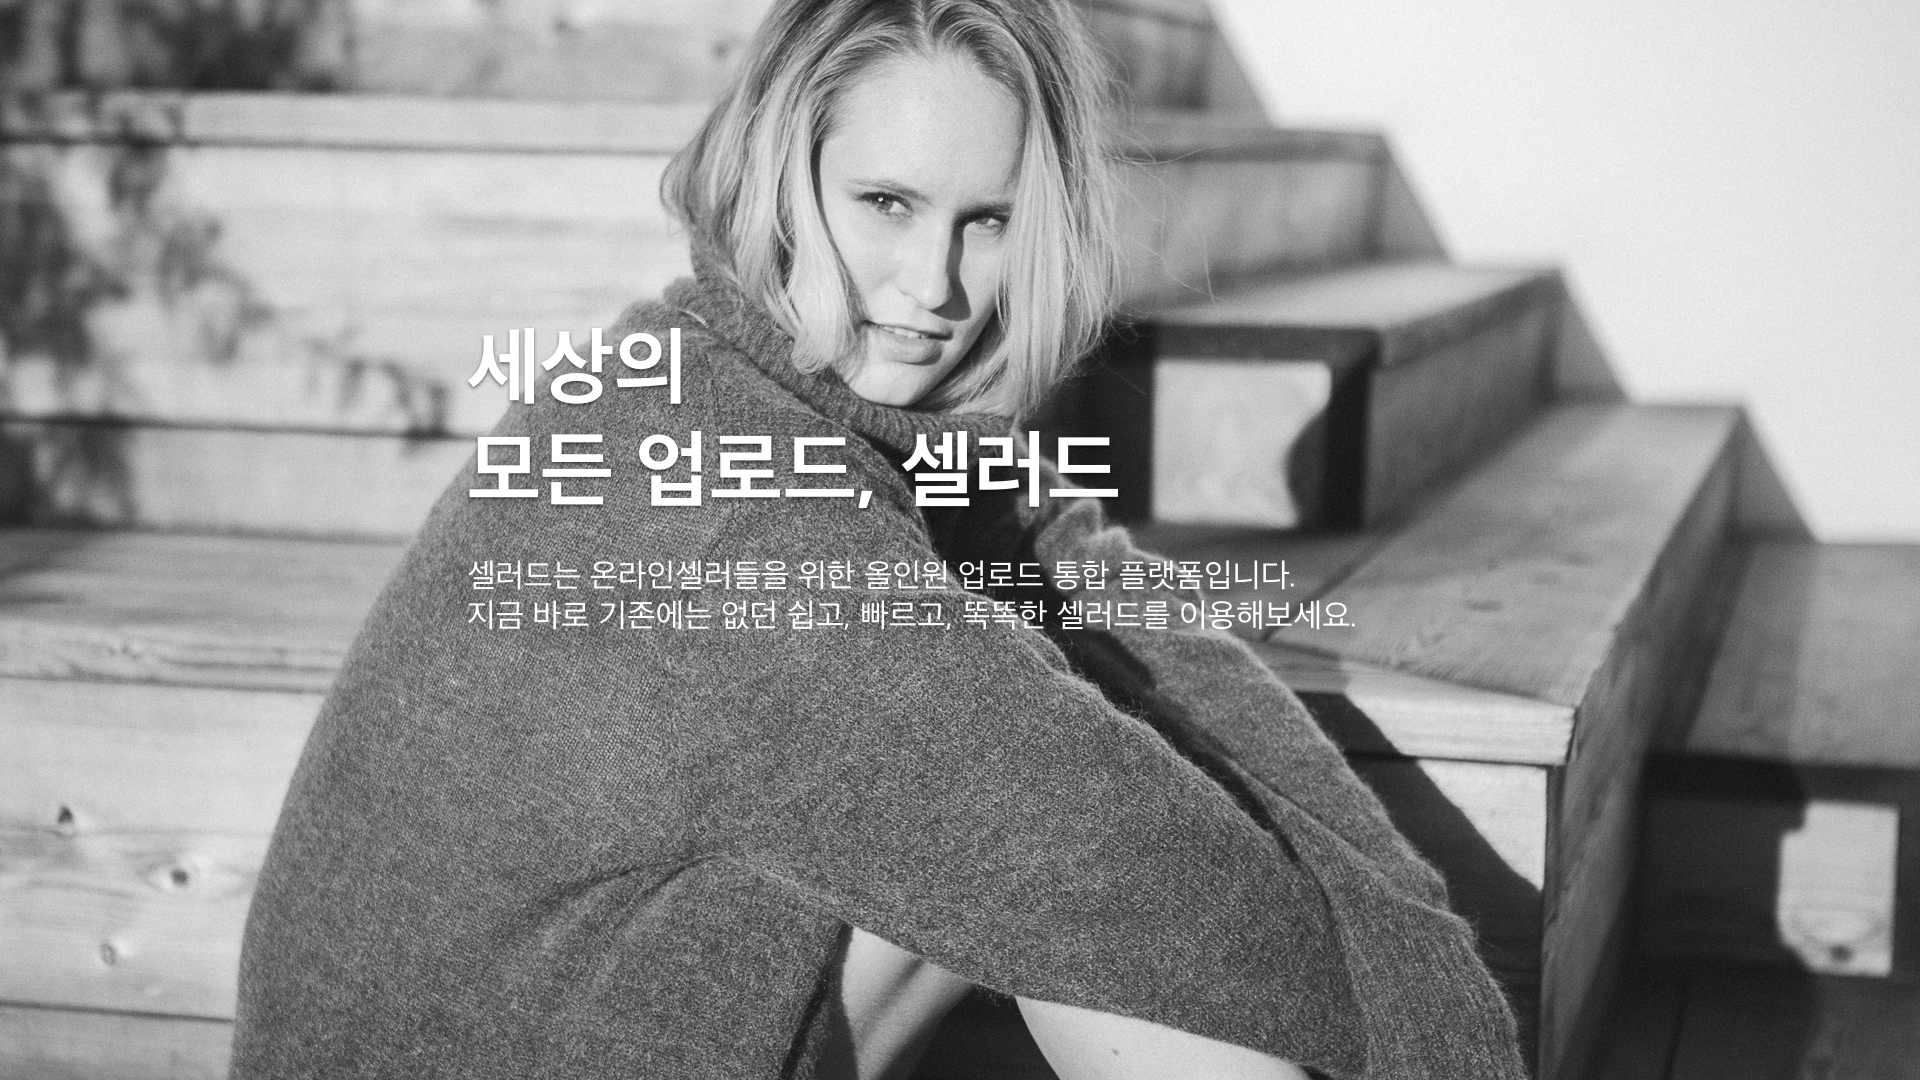 세상의
모든 업로드, 셀러드
셀러드는 온라인셀러들을 위한 올인원 업로드 통합 플랫폼입니다.
지금 바로 기존에는 없던 쉽고, 빠르고, 똑똑한 셀러드를 이용해보세요.